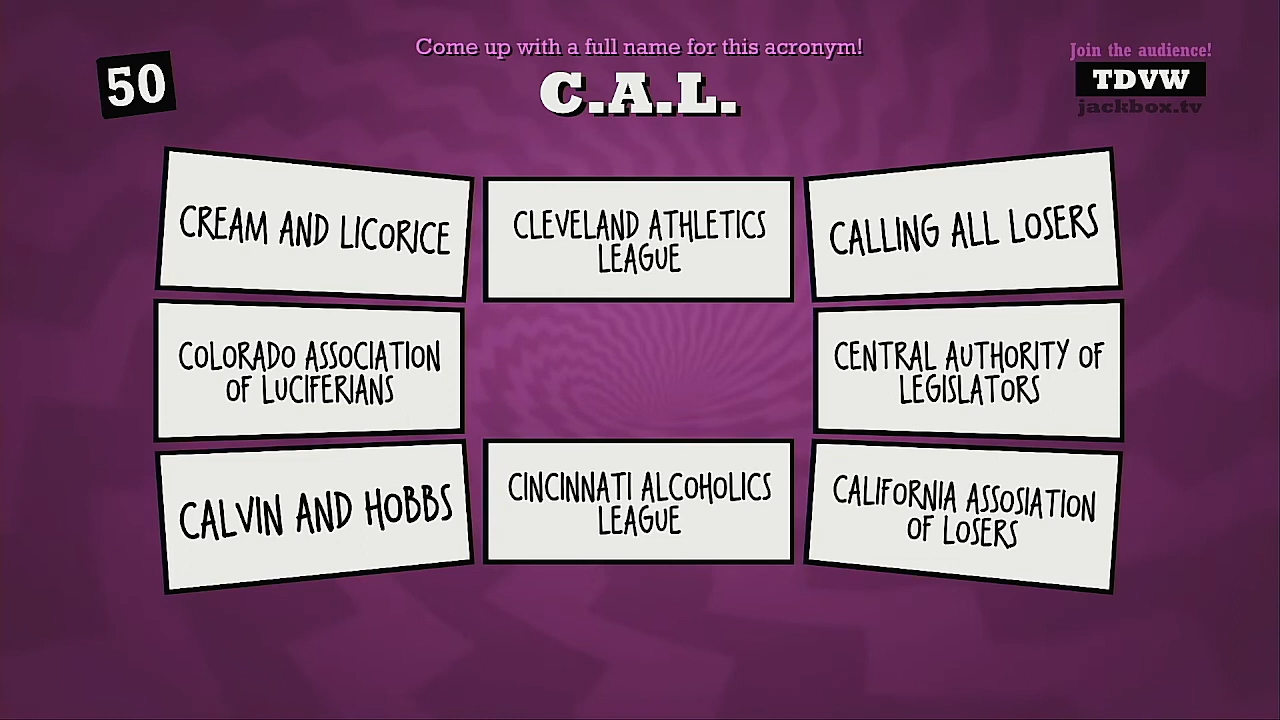 Come up with a full name for this acronym!
50
C.A.L.
Join the audience!
TDVW
jackbox.tv
CREAM AND LICORICE
CLEVELAND ATHLETICS
LEAGUE
CALLING ALL LOSERS
COLORADO ASSOCIATION
OF LUCIFERIANS
CENTRAL AUTHORITY OF
LEGISLATORS
CALVIN AND HOBBS
CINCINNATI ALCOHOLICS
LEAGUE
CALIFORNIA ASSOSIATION
OF LOSERS